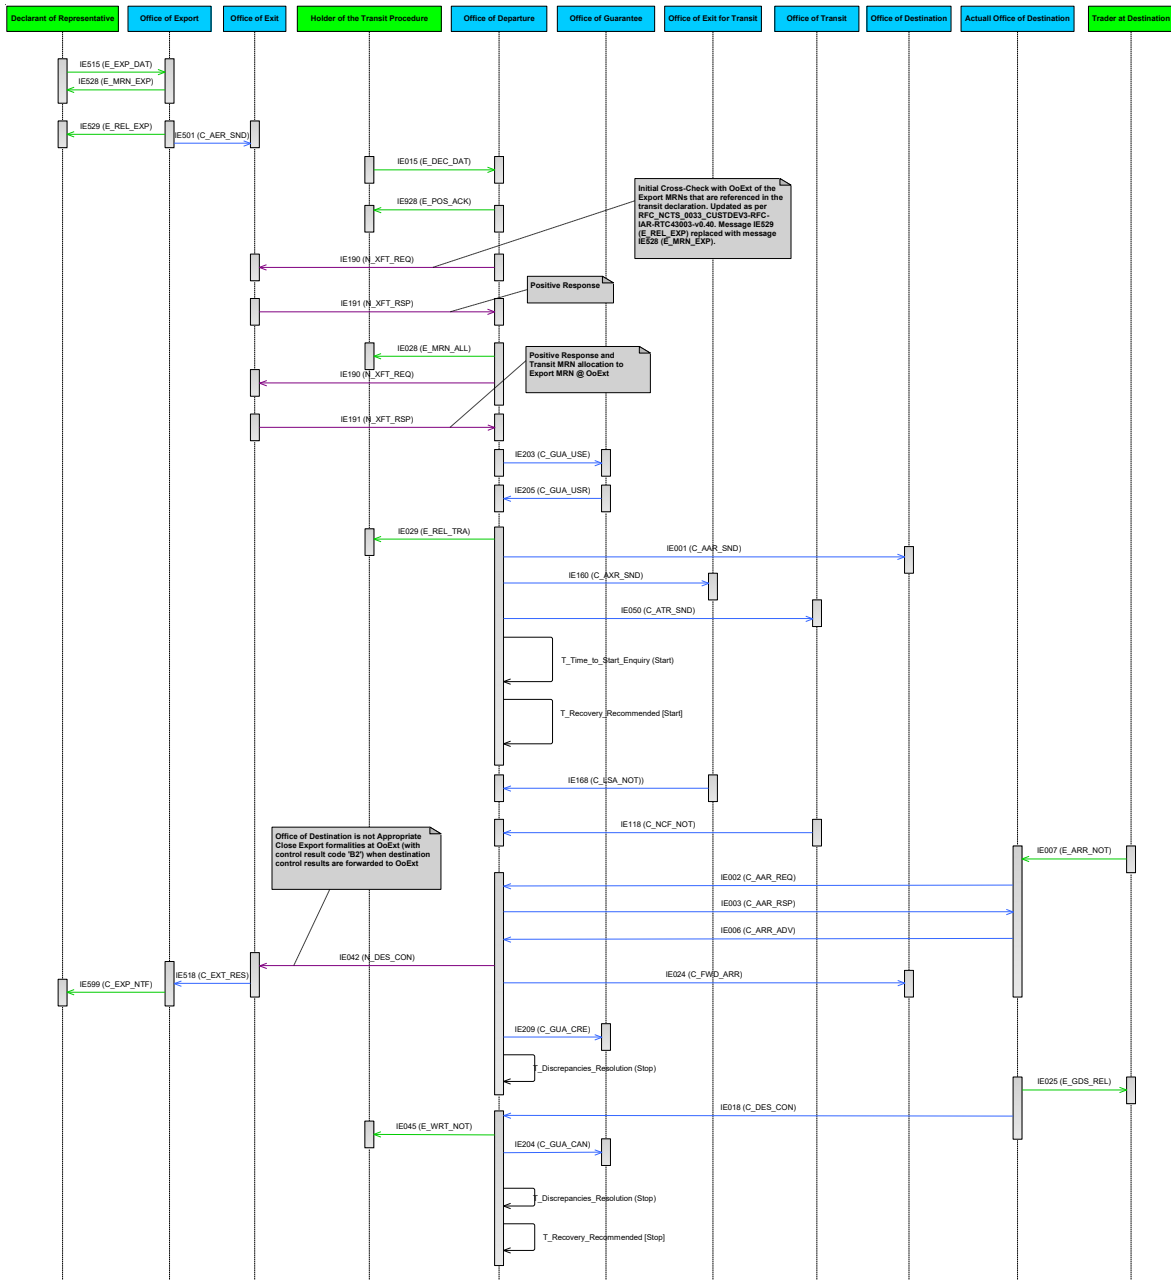 Declarant of Representative
Office of Export
Office of Exit
Holder of the Transit Procedure
Office of Departure
Office of Guarantee
Office of Exit for Transit
Office of Transit
Office of Destination
Actuall Office of Destination
Trader at Destination
IE515 (E_EXP_DAT)
IE528 (E_MRN_EXP)
IE529 (E_REL_EXP)
IE501 (C_AER_SND)
IE015 (E_DEC_DAT)
Initial Cross-Check with OoExt of the
Export MRNs that are referenced in the
transit declaration. Updated as per
RFC_NCTS_0033_CUSTDEV3-RFC-
IAR-RTC43003-v0.40. Message IE529
(E_REL_EXP) replaced with message
IE528 (E_MRN_EXP).
IE928 (E_POS_ACK)
IE190 (N_XFT_REQ)
Positive Response
IE191 (N_XFT_RSP)
IE028 (E_MRN_ALL)
Positive Response and
Transit MRN allocation to
Export MRN @ OoExt
IE190 (N_XFT_REQ)
IE191 (N_XFT_RSP)
IE203 (C_GUA_USE)
IE205 (C_GUA_USR)
IE029 (E_REL_TRA)
IE001 (C_AAR_SND)
IE160 (C_AXR_SND)
IE050 (C_ATR_SND)
T_Time_to_Start_Enquiry (Start)
T_Recovery_Recommended [Start]
IE168 (C_LSA_NOT))
IE118 (C_NCF_NOT)
Office of Destination is not Appropriate
Close Export formalities at OoExt (with
control result code 'B2') when destination
control results are forwarded to OoExt
IE007 (E_ARR_NOT)
IE002 (C_AAR_REQ)
IE003 (C_AAR_RSP)
IE006 (C_ARR_ADV)
IE042 (N_DES_CON)
IE518 (C_EXT_RES)
IE024 (C_FWD_ARR)
IE599 (C_EXP_NTF)
IE209 (C_GUA_CRE)
T_Discrepancies_Resolution (Stop)
IE025 (E_GDS_REL)
IE018 (C_DES_CON)
IE045 (E_WRT_NOT)
IE204 (C_GUA_CAN)
T_Discrepancies_Resolution (Stop)
T_Recovery_Recommended [Stop]